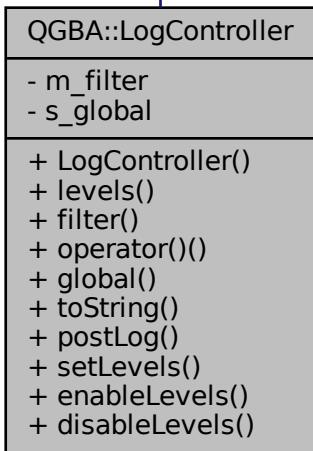 QGBA::LogController
- m_filter
- s_global
+ LogController()
+ levels()
+ filter()
+ operator()()
+ global()
+ toString()
+ postLog()
+ setLevels()
+ enableLevels()
+ disableLevels()